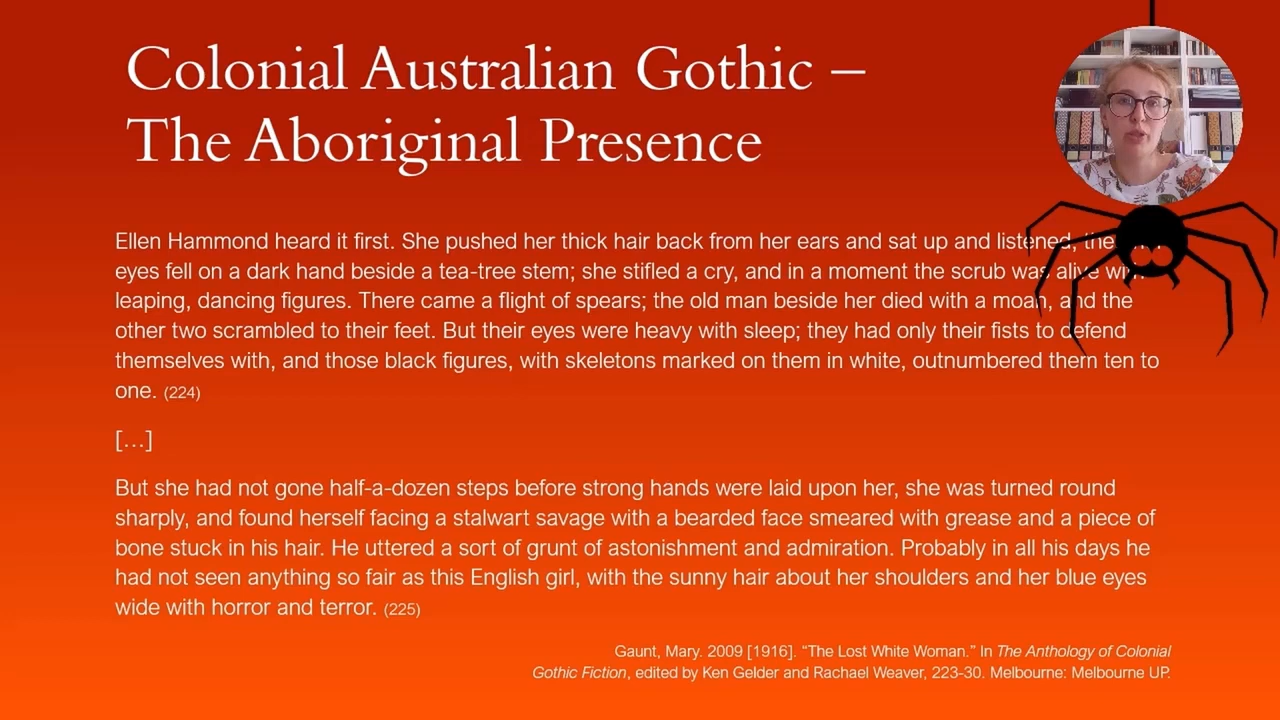 Colonial Australian Gothic –
The Aboriginal Presence
Ellen Hammond heard it first. She pushed her thick hair back from her ears and sat up and listened,
eyes fell on a dark hand beside a tea-tree stem; she stifled a cry, and in a moment the scrub was alive
leaping, dancing figures. There came a flight of spears; the old man beside her died with a moan, and the
other two scrambled to their feet. But their eyes were heavy with sleep; they had only their fists to defend
themselves with, and those black figures, with skeletons marked on them in white, outnumbered them ten to
one. (224)
[…]
But she had not gone half-a-dozen steps before strong hands were laid upon her, she was turned round
sharply, and found herself facing a stalwart savage with a bearded face smeared with grease and a piece of
bone stuck in his hair. He uttered a sort of grunt of astonishment and admiration. Probably in all his days he
had not seen anything so fair as this English girl, with the sunny hair about her shoulders and her blue eyes
wide with horror and terror. (225)
Gaunt, Mary. 2009 [1916]. “The Lost White Woman.” In The Anthology of Colonial
Gothic Fiction, edited by Ken Gelder and Rachael Weaver, 223-30. Melbourne: Melbourne UP.